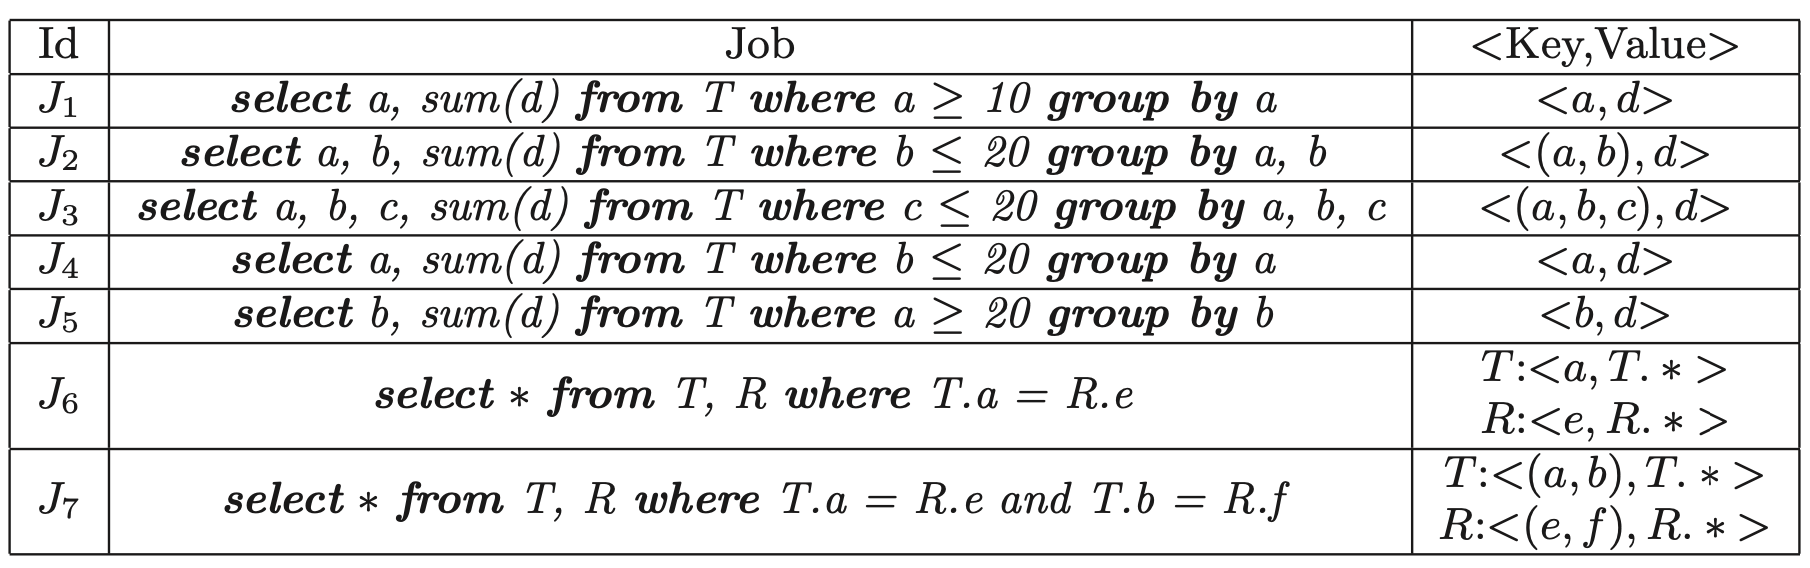 Id Job <Key,Value>
J₁ select a, sum(d) from T where a ≥ 10 group by a <a, d>
J₂ select a, b, sum(d) from T where b ≤ 20 group by a, b <(a, b), d>
J₃ select a, b, c, sum(d) from T where c ≤ 20 group by a, b, c <(a, b, c), d>
J₄ select a, sum(d) from T where b ≤ 20 group by a <a, d>
J₅ select b, sum(d) from T where a ≥ 20 group by b <b, d>
J₆ select * from T, R where T.a = R.e T:<a, T.*>
R:<e, R.*>
J₇ select * from T, R where T.a = R.e and T.b = R.f T:<(a, b), T.*>
R:<(e, f), R.*>